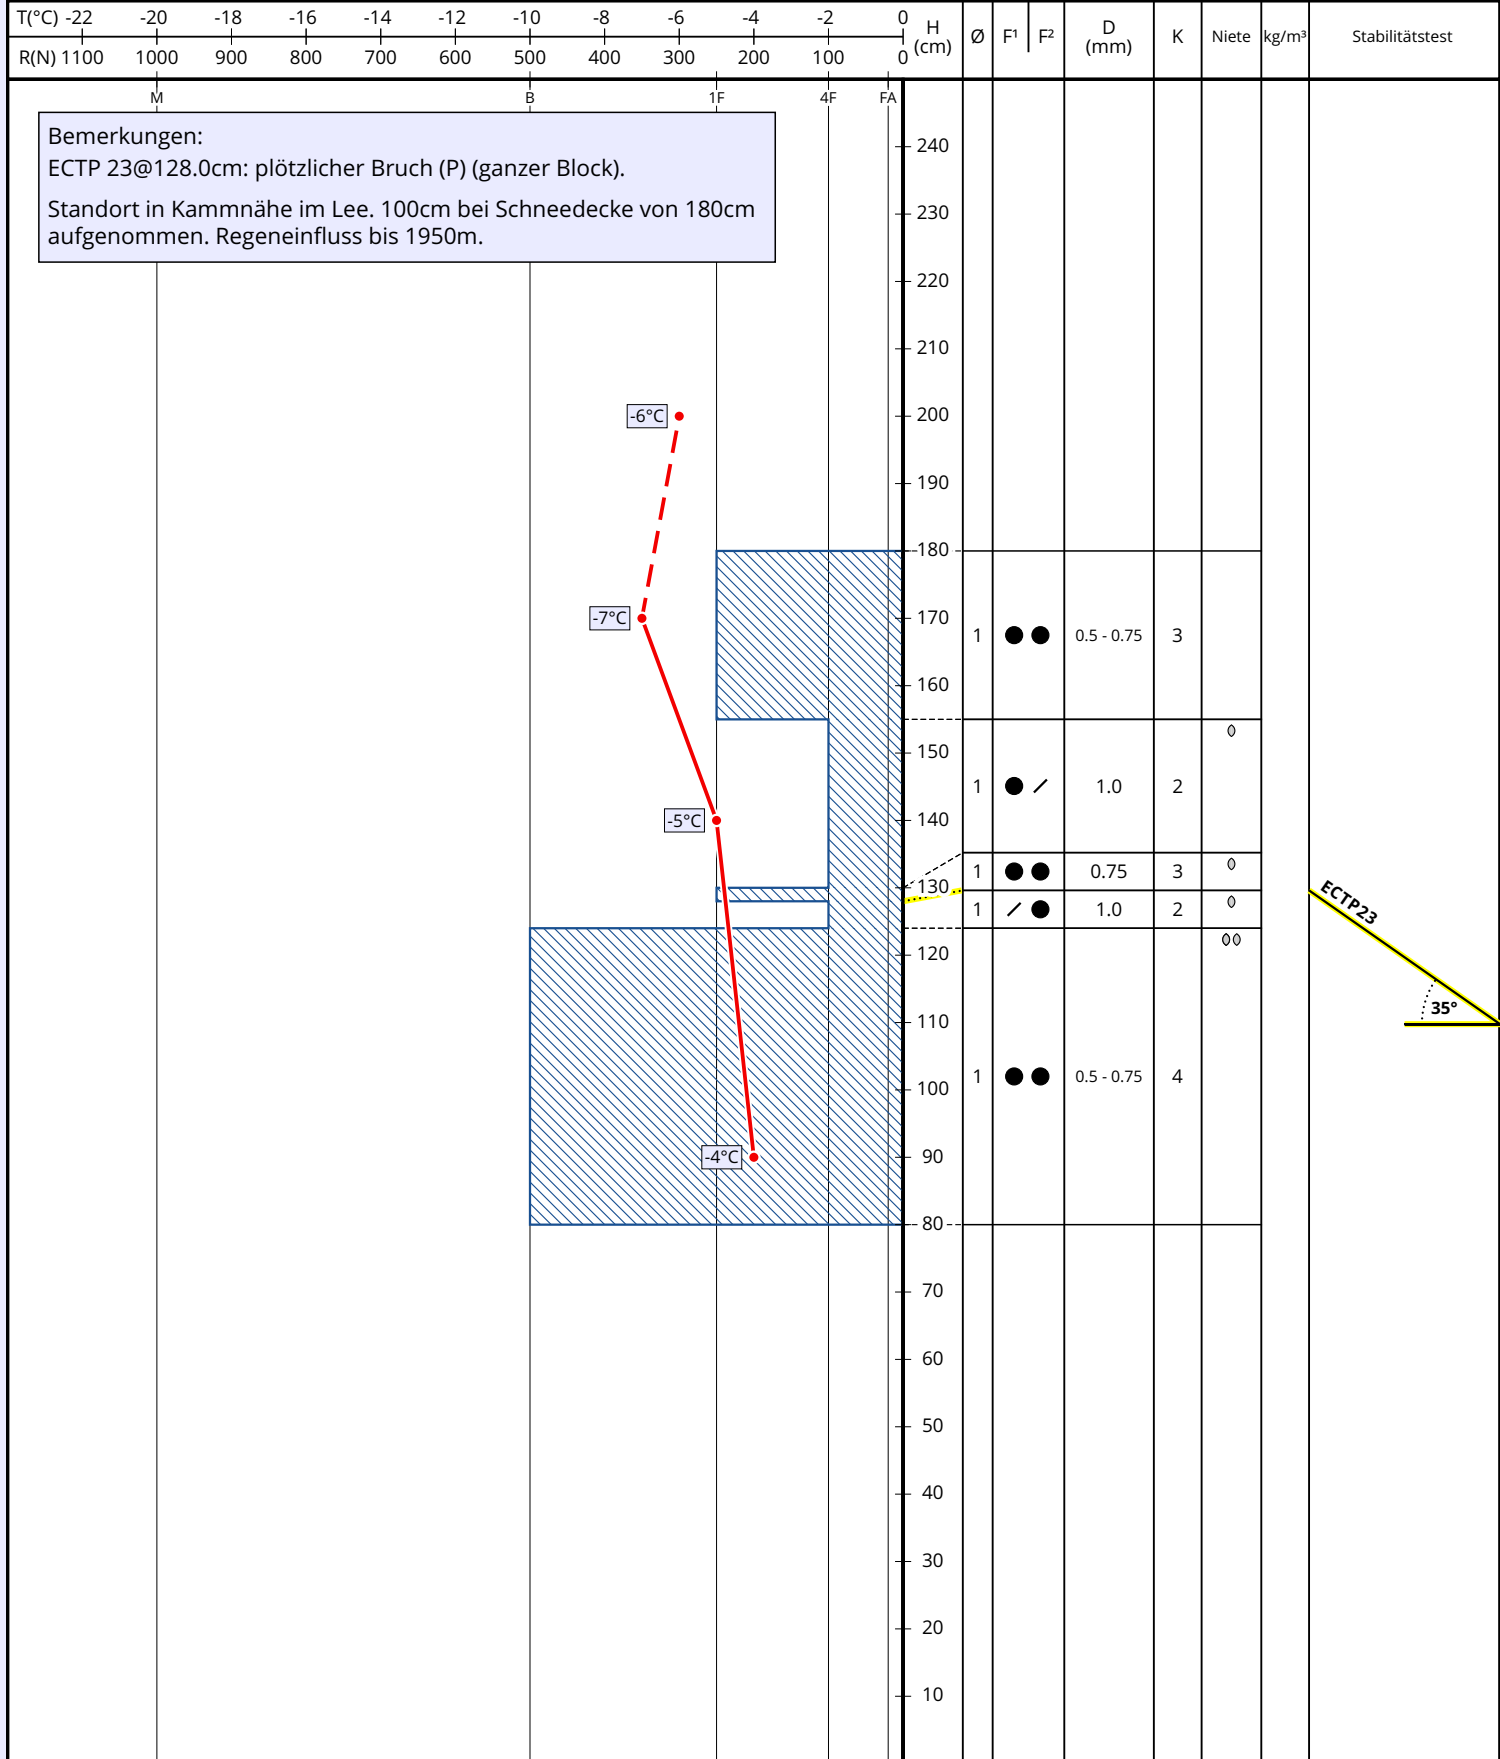 T(°C) -22 -20 -18 -16 -14 -12 -10 -8 -6 -4 -2 0
R(N) 1100 1000 900 800 700 600 500 400 300 200 100 0
H (cm) Ø F¹ F² D (mm) K Niete kg/m³ Stabilitätstest
M B 1F 4F FA
Bemerkungen:
ECTP 23@128.0cm: plötzlicher Bruch (P) (ganzer Block).
Standort in Kammnähe im Lee. 100cm bei Schneedecke von 180cm
aufgenommen. Regeneinfluss bis 1950m.
240
230
220
210
-6°C 200
190
180
-7°C 170
1 0.5 - 0.75 3
160
150
1 1.0 2
-5°C 140
1 0.75 3
130
ECTP23
1 1.0 2
120
35°
110
1 0.5 - 0.75 4
100
-4°C 90
80
70
60
50
40
30
20
10